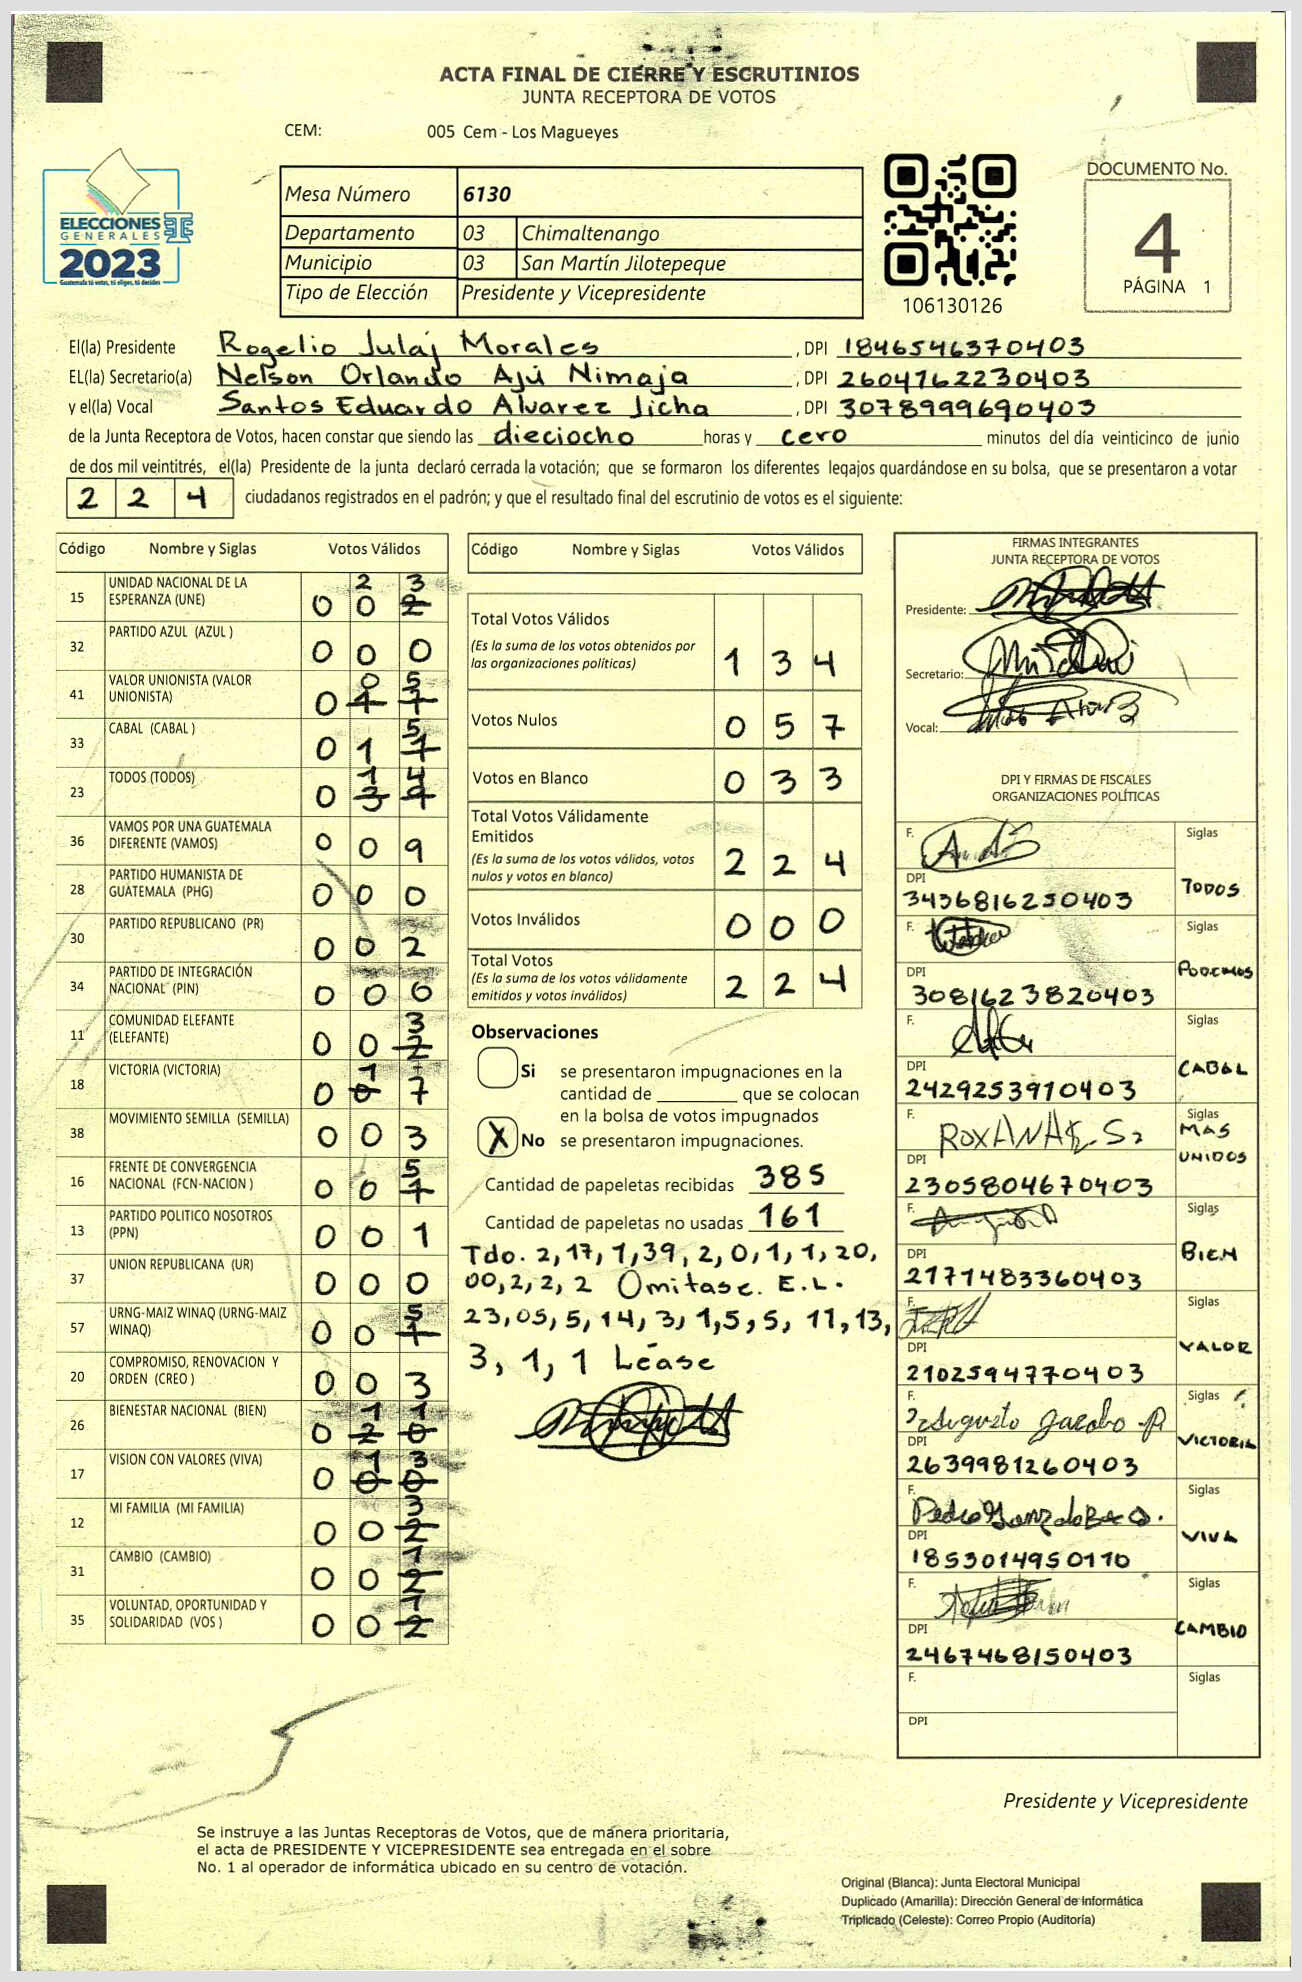 ACTA FINAL DE CIERRE Y ESCRUTINIOS
JUNTA RECEPTORA DE VOTOS
CEM: 005 Cem - Los Magueyes
ELECCIONES
GENERALES
2023
Guatemala tú votas, tú eliges, tú decides
Mesa Número 6130
Departamento 03 Chimaltenango
Municipio 03 San Martín Jilotepeque
Tipo de Elección Presidente y Vicepresidente
106130126
DOCUMENTO No.
4
PÁGINA 1
El(la) Presidente Rogelio Julaj Morales , DPI 1846546370403
EL(la) Secretario(a) Nelson Orlando Ajú Nimaja , DPI 2604762230403
y el(la) Vocal Santos Eduardo Alvarez Jicha , DPI 3078999690403
de la Junta Receptora de Votos, hacen constar que siendo las dieciocho horas y cero minutos del día veinticinco de junio
de dos mil veintitrés, el(la) Presidente de la junta declaró cerrada la votación; que se formaron los diferentes legajos guardándose en su bolsa, que se presentaron a votar
2 2 4 ciudadanos registrados en el padrón; y que el resultado final del escrutinio de votos es el siguiente:
Código Nombre y Siglas Votos Válidos
2 3
15 UNIDAD NACIONAL DE LA ESPERANZA (UNE) 0 0 2
32 PARTIDO AZUL (AZUL ) 0 0 0
0 5
41 VALOR UNIONISTA (VALOR UNIONISTA) 0 1 7
5
33 CABAL (CABAL ) 0 1 7
1 4
23 TODOS (TODOS) 0 3 9
36 VAMOS POR UNA GUATEMALA DIFERENTE (VAMOS) 0 0 9
28 PARTIDO HUMANISTA DE GUATEMALA (PHG) 0 0 0
30 PARTIDO REPUBLICANO (PR) 0 0 2
34 PARTIDO DE INTEGRACIÓN NACIONAL (PIN) 0 0 0
3
11 COMUNIDAD ELEFANTE (ELEFANTE) 0 0 2
1
18 VICTORIA (VICTORIA) 0 0 7
38 MOVIMIENTO SEMILLA (SEMILLA) 0 0 3
5
16 FRENTE DE CONVERGENCIA NACIONAL (FCN-NACION ) 0 0 1
13 PARTIDO POLITICO NOSOTROS (PPN) 0 0 1
37 UNION REPUBLICANA (UR) 0 0 0
5
57 URNG-MAIZ WINAQ (URNG-MAIZ WINAQ) 0 0 1
20 COMPROMISO, RENOVACION Y ORDEN (CREO ) 0 0 3
1 1
26 BIENESTAR NACIONAL (BIEN) 0 2 0
1 3
17 VISION CON VALORES (VIVA) 0 0 0
3
12 MI FAMILIA (MI FAMILIA) 0 0 2
1
31 CAMBIO (CAMBIO) 0 0 2
1
35 VOLUNTAD, OPORTUNIDAD Y SOLIDARIDAD (VOS ) 0 0 2
Código Nombre y Siglas Votos Válidos
Total Votos Válidos
(Es la suma de los votos obtenidos por
las organizaciones políticas) 1 3 4
Votos Nulos 0 5 7
Votos en Blanco 0 3 3
Total Votos Válidamente
Emitidos
(Es la suma de los votos válidos, votos
nulos y votos en blanco) 2 2 4
Votos Inválidos 0 0 0
Total Votos
(Es la suma de los votos válidamente
emitidos y votos inválidos) 2 2 4
Observaciones
Si se presentaron impugnaciones en la
cantidad de ________ que se colocan
en la bolsa de votos impugnados
X No se presentaron impugnaciones.
Cantidad de papeletas recibidas 385
Cantidad de papeletas no usadas 161
Tdo. 2, 17, 1, 39, 2, 0, 1, 1, 20,
00, 2, 2, 2 Omitase. E.L.
23, 05, 5, 14, 3, 1, 5, 5, 11, 13,
3, 1, 1 Léase
FIRMAS INTEGRANTES
JUNTA RECEPTORA DE VOTOS
Presidente:
Secretario:
Vocal:
DPI Y FIRMAS DE FISCALES
ORGANIZACIONES POLÍTICAS
F. Siglas
DPI TODOS
3436816250403
F. Siglas
DPI PODEMOS
3081623820403
F. Siglas
DPI CABAL
2429253910403
F. Siglas
MAS
DPI UNIDOS
2305804670403
F. Siglas
DPI BIEN
2171483360403
F. Siglas
DPI VALOR
2102594770403
F. Augusto Jacobo Siglas
DPI VICTORIA
2639981260403
F. Pedro Siglas
DPI VIVA
1853014950110
F. Siglas
DPI CAMBIO
2467468150403
F. Siglas
DPI
Presidente y Vicepresidente
Se instruye a las Juntas Receptoras de Votos, que de manera prioritaria,
el acta de PRESIDENTE Y VICEPRESIDENTE sea entregada en el sobre
No. 1 al operador de informática ubicado en su centro de votación.
Original (Blanca): Junta Electoral Municipal
Duplicado (Amarilla): Dirección General de Informática
Triplicado (Celeste): Correo Propio (Auditoría)